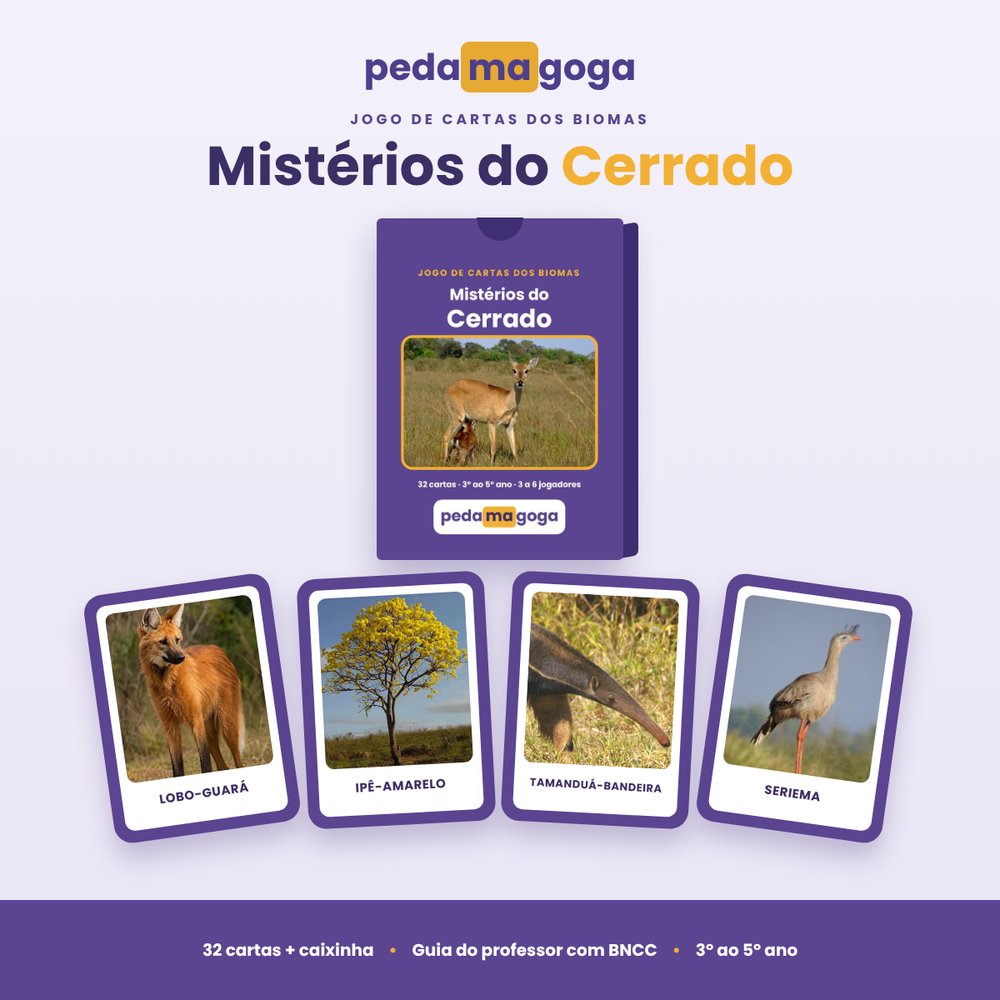 pedamagoga
JOGO DE CARTAS DOS BIOMAS
Mistérios do Cerrado
JOGO DE CARTAS DOS BIOMAS
Mistérios do
Cerrado
32 cartas · 3º ao 5º ano · 3 a 6 jogadores
pedamagoga
LOBO-GUARÁ
IPÊ-AMARELO
TAMANDUÁ-BANDEIRA
SERIEMA
32 cartas + caixinha • Guia do professor com BNCC • 3º ao 5º ano